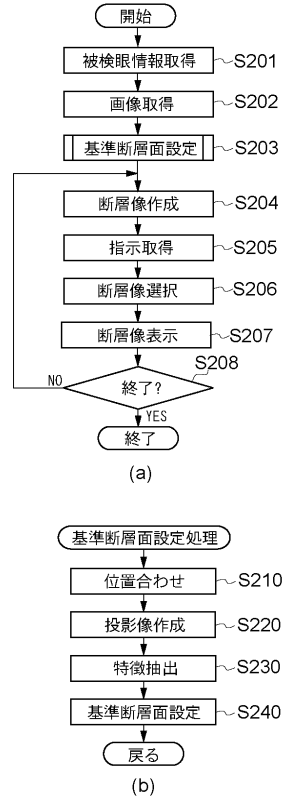 開始
被検眼情報取得 S201
画像取得 S202
基準断層面設定 S203
断層像作成 S204
指示取得 S205
断層像選択 S206
断層像表示 S207
S208
終了?
NO
YES
終了
(a)
基準断層面設定処理
位置合わせ S210
投影像作成 S220
特徴抽出 S230
基準断層面設定 S240
戻る
(b)